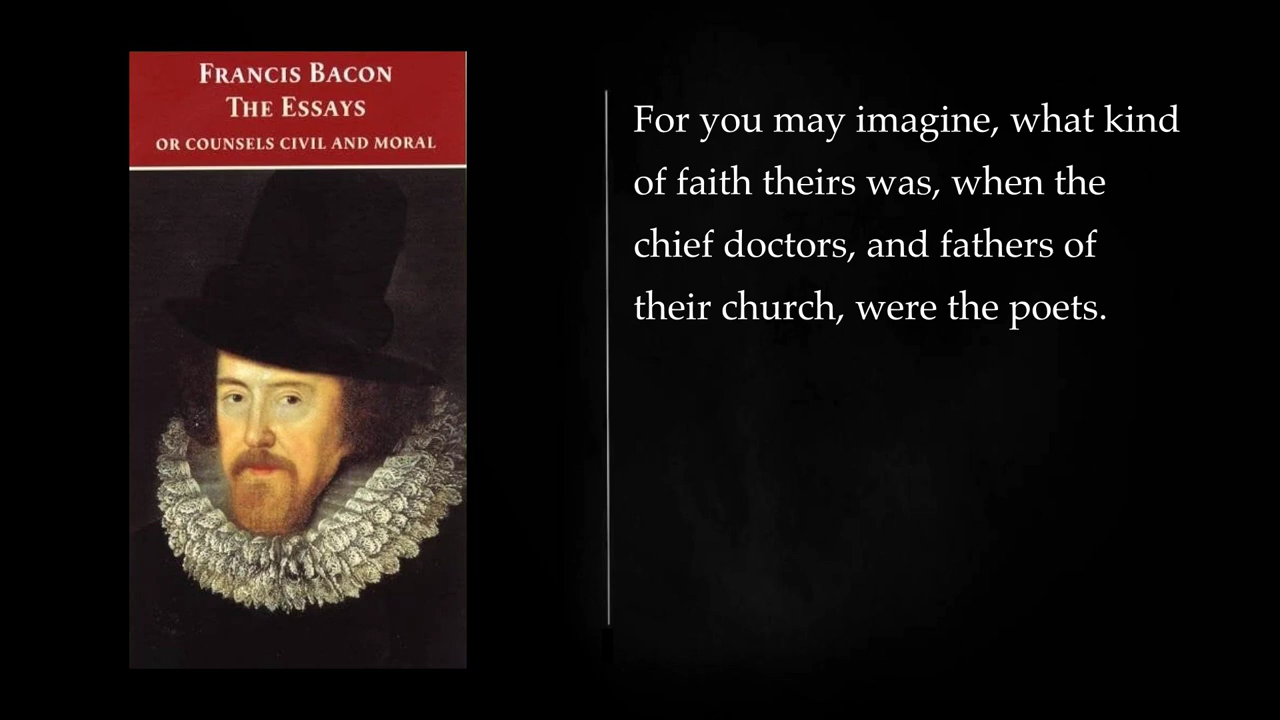 FRANCIS BACON
THE ESSAYS
OR COUNSELS CIVIL AND MORAL
For you may imagine, what kind
of faith theirs was, when the
chief doctors, and fathers of
their church, were the poets.